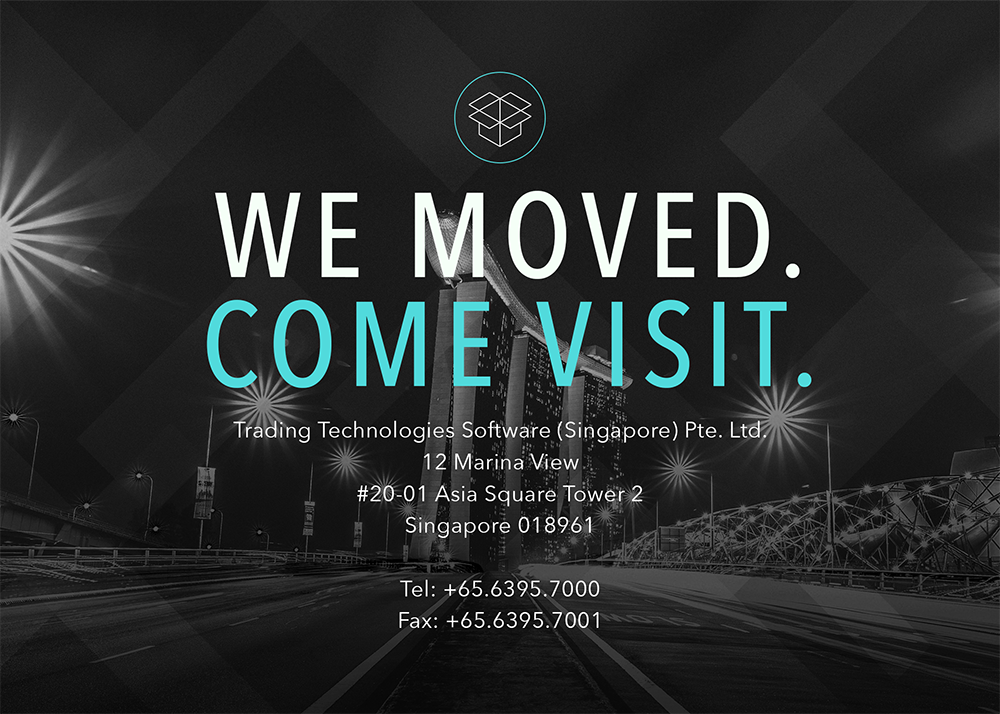 WE MOVED.
COME VISIT.
Trading Technologies Software (Singapore) Pte. Ltd.
12 Marina View
#20-01 Asia Square Tower 2
Singapore 018961
Tel: +65.6395.7000
Fax: +65.6395.7001